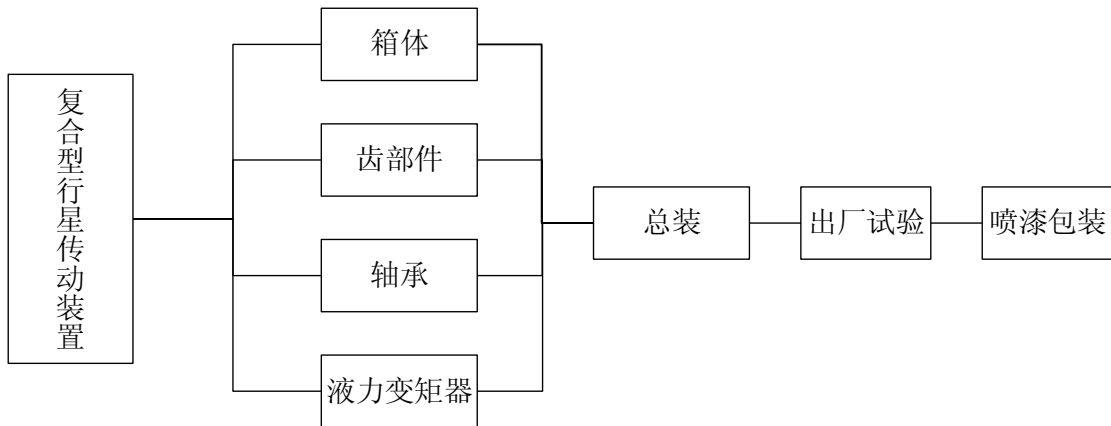 复合型行星传动装置
箱体
齿部件
轴承
液力变矩器
总装
出厂试验
喷漆包装